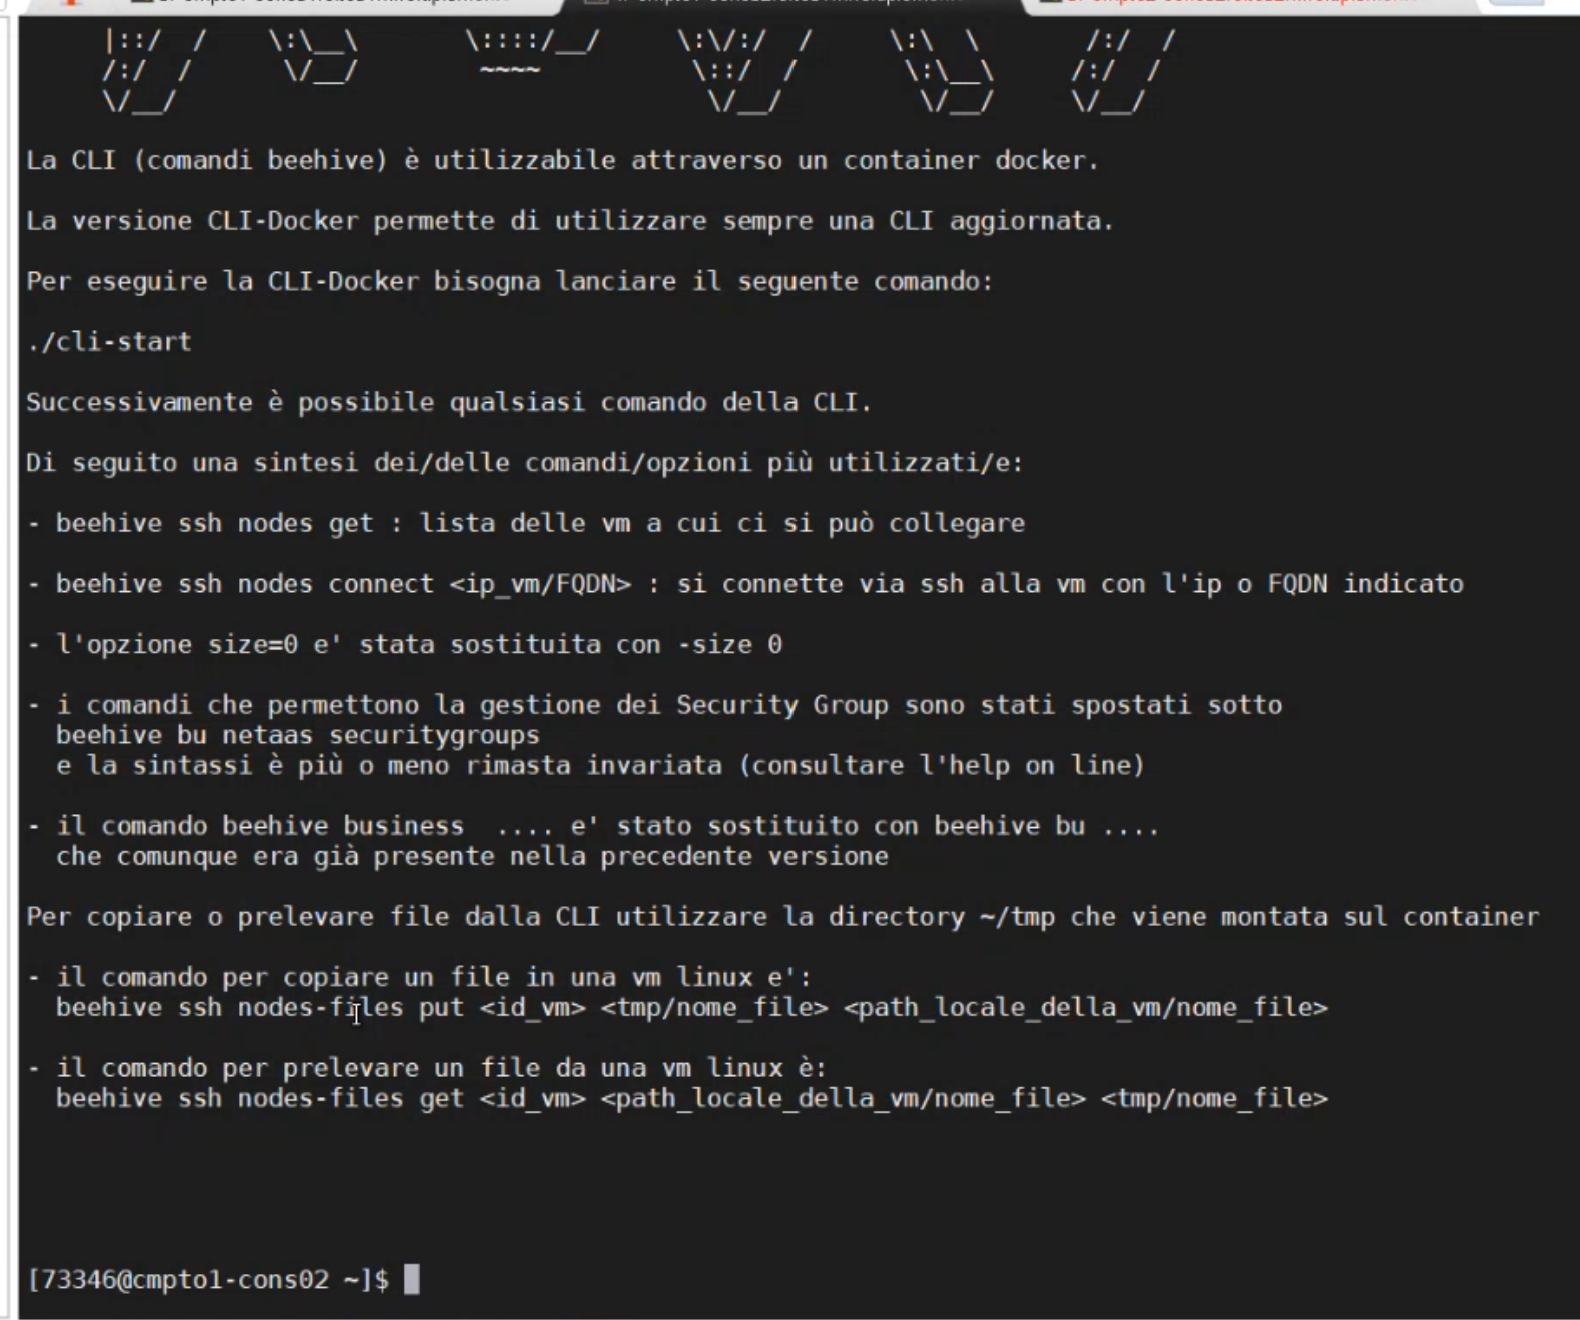 La CLI (comandi beehive) è utilizzabile attraverso un container docker.
La versione CLI-Docker permette di utilizzare sempre una CLI aggiornata.
Per eseguire la CLI-Docker bisogna lanciare il seguente comando:
./cli-start
Successivamente è possibile qualsiasi comando della CLI.
Di seguito una sintesi dei/delle comandi/opzioni più utilizzati/e:
- beehive ssh nodes get : lista delle vm a cui ci si può collegare
- beehive ssh nodes connect <ip_vm/FQDN> : si connette via ssh alla vm con l'ip o FQDN indicato
- l'opzione size=0 e' stata sostituita con -size 0
- i comandi che permettono la gestione dei Security Group sono stati spostati sotto
beehive bu netaas securitygroups
e la sintassi è più o meno rimasta invariata (consultare l'help on line)
- il comando beehive business  .... e' stato sostituito con beehive bu ....
che comunque era già presente nella precedente versione
Per copiare o prelevare file dalla CLI utilizzare la directory ~/tmp che viene montata sul container
- il comando per copiare un file in una vm linux e':
beehive ssh nodes-files put <id_vm> <tmp/nome_file> <path_locale_della_vm/nome_file>
- il comando per prelevare un file da una vm linux è:
beehive ssh nodes-files get <id_vm> <path_locale_della_vm/nome_file> <tmp/nome_file>
[73346@cmpto1-cons02 ~]$